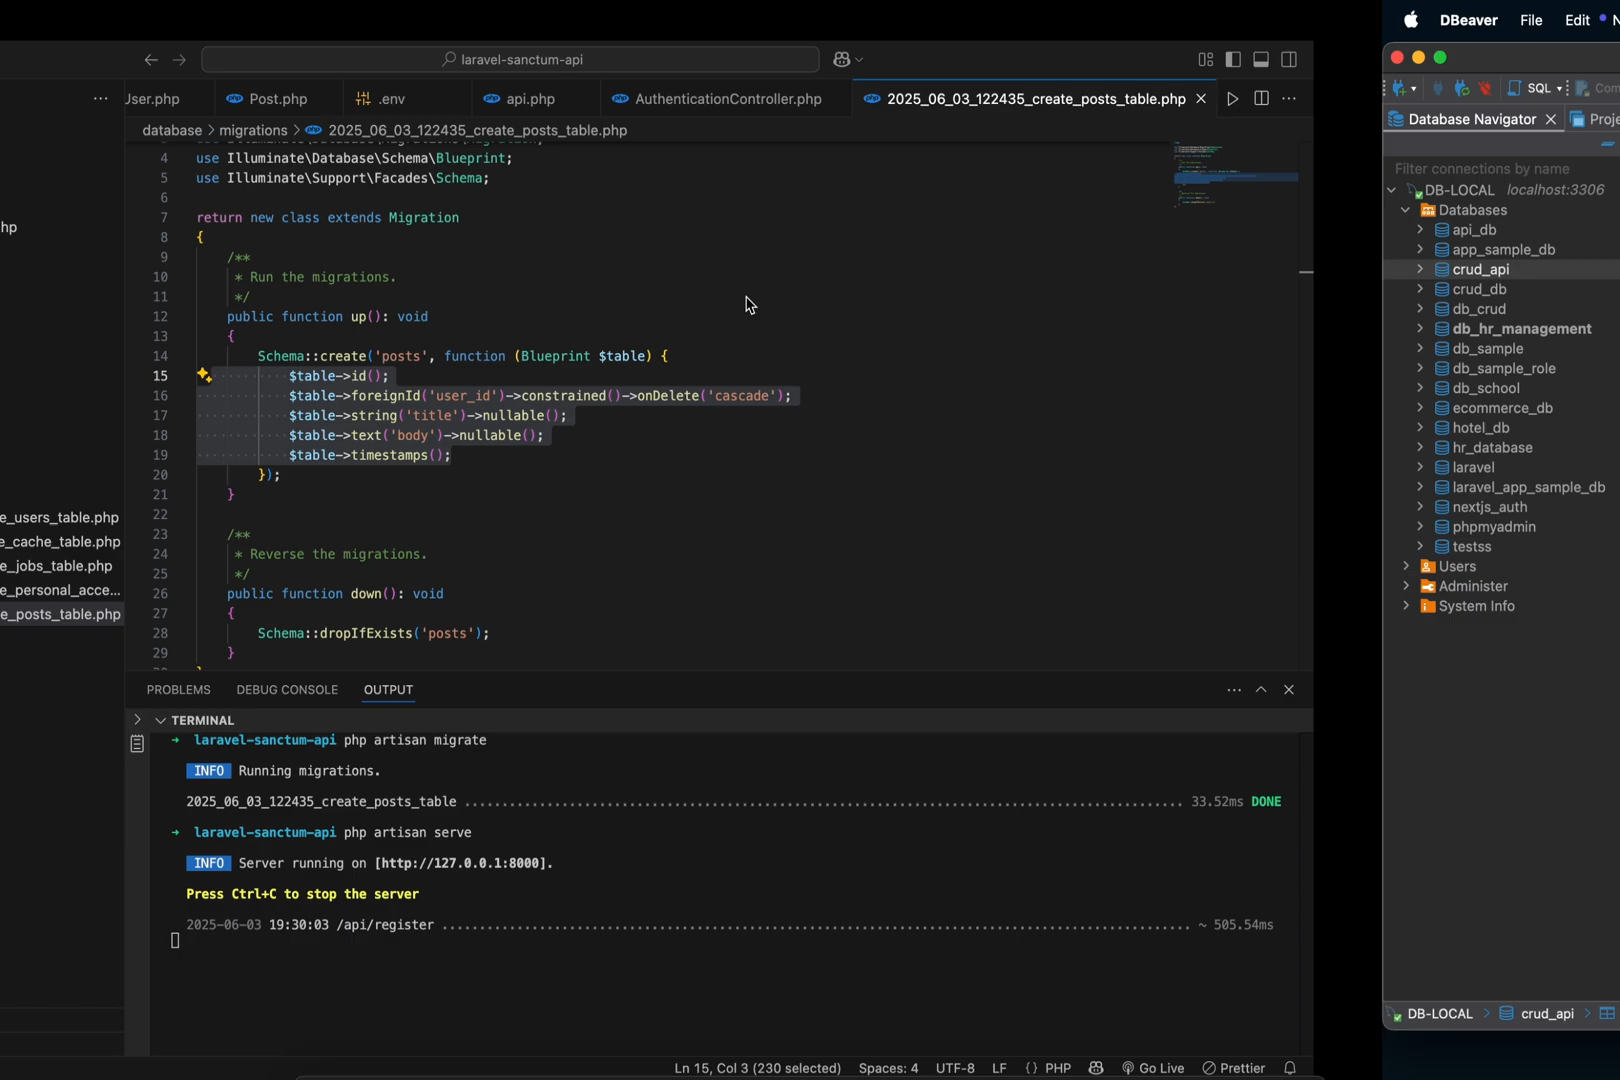 DBeaver File Edit
laravel-sanctum-api
SQL
User.php Post.php .env api.php AuthenticationController.php 2025_06_03_122435_create_posts_table.php
Database Navigator
database > migrations > 2025_06_03_122435_create_posts_table.php
4 use Illuminate\Database\Schema\Blueprint;
5 use Illuminate\Support\Facades\Schema;
6
7 return new class extends Migration
8 {
9 /**
10 * Run the migrations.
11 */
12 public function up(): void
13 {
14 Schema::create('posts', function (Blueprint $table) {
15 $table->id();
16 $table->foreignId('user_id')->constrained()->onDelete('cascade');
17 $table->string('title')->nullable();
18 $table->text('body')->nullable();
19 $table->timestamps();
20 });
21 }
22
23 /**
24 * Reverse the migrations.
25 */
26 public function down(): void
27 {
28 Schema::dropIfExists('posts');
29 }
hp
e_users_table.php
e_cache_table.php
e_jobs_table.php
e_personal_acce...
e_posts_table.php
PROBLEMS DEBUG CONSOLE OUTPUT
TERMINAL
→ laravel-sanctum-api php artisan migrate
INFO Running migrations.
2025_06_03_122435_create_posts_table ........ 33.52ms DONE
→ laravel-sanctum-api php artisan serve
INFO Server running on [http://127.0.0.1:8000].
Press Ctrl+C to stop the server
2025-06-03 19:30:03 /api/register ........ ~ 505.54ms
Ln 15, Col 3 (230 selected) Spaces: 4 UTF-8 LF {} PHP Go Live Prettier
Filter connections by name
DB-LOCAL localhost:3306
Databases
api_db
app_sample_db
crud_api
crud_db
db_crud
db_hr_management
db_sample
db_sample_role
db_school
ecommerce_db
hotel_db
hr_database
laravel
laravel_app_sample_db
nextjs_auth
phpmyadmin
testss
Users
Administer
System Info
DB-LOCAL > crud_api >